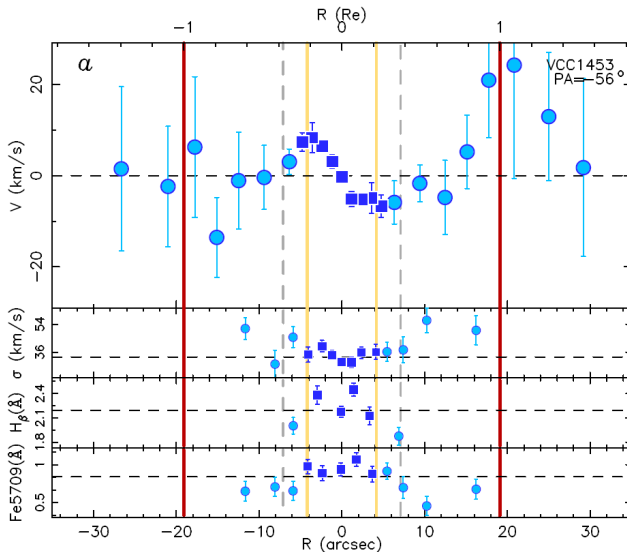 R (Re)
−1 0 1
a
VCC1453
PA=−56°
20
0
−20
V (km/s)
54
36
σ (km/s)
2.4
2.1
1.8
Hβ(Å)
1
0.5
Fe5709(Å)
−30 −20 −10 0 10 20 30
R (arcsec)